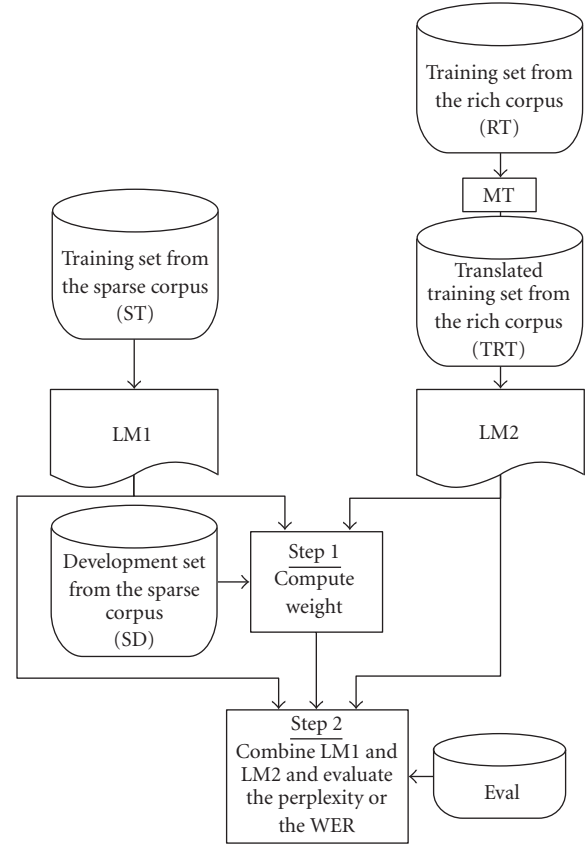 Training set from
the rich corpus
(RT)
MT
Training set from
the sparse corpus
(ST)
Translated
training set from
the rich corpus
(TRT)
LM1
LM2
Development set
from the sparse
corpus
(SD)
Step 1
Compute
weight
Step 2
Combine LM1 and
LM2 and evaluate
the perplexity or
the WER
Eval